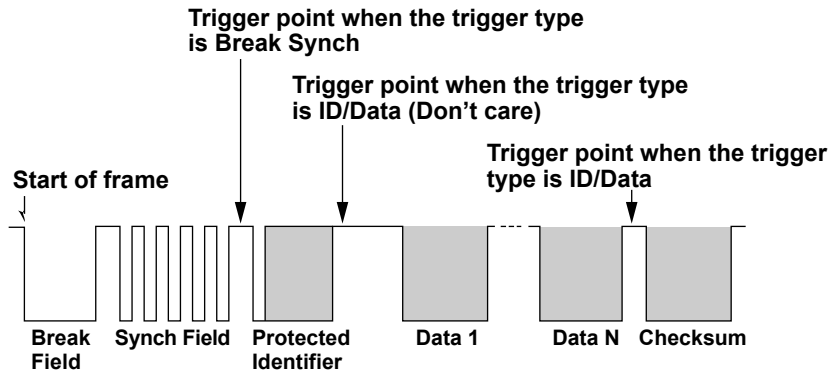 Trigger point when the trigger type
is Break Synch
Trigger point when the trigger type
is ID/Data (Don't care)
Trigger point when the trigger
type is ID/Data
Start of frame
Break
Field
Synch Field
Protected
Identifier
Data 1
Data N
Checksum